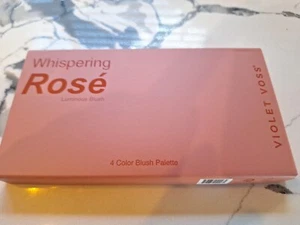 Whispering
Rosé
Luminous Blush
VIOLET VOSS
4 Color Blush Palette